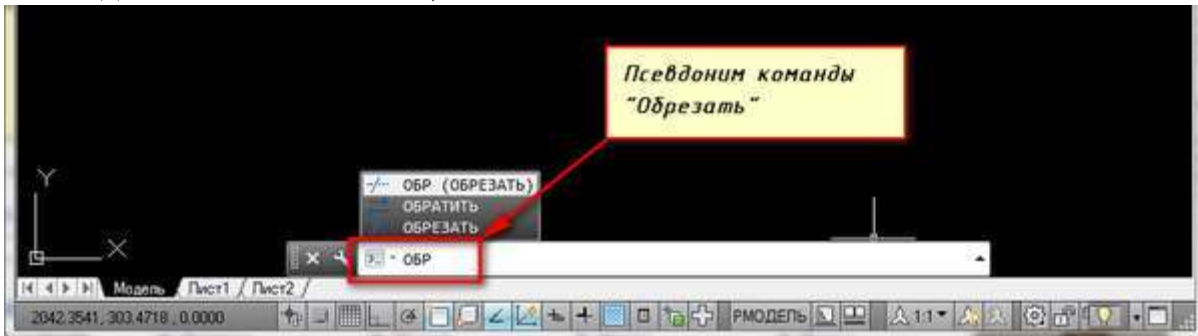 Псевдоним команды
"Обрезать"
Y
ОБР (ОБРЕЗАТЬ)
ОБРАТИТЬ
ОБРЕЗАТЬ
X
ОБР
Модель / Лист1 / Лист2 /
2042.3541, 303.4718 , 0.0000 РМОДЕЛЬ 1:1